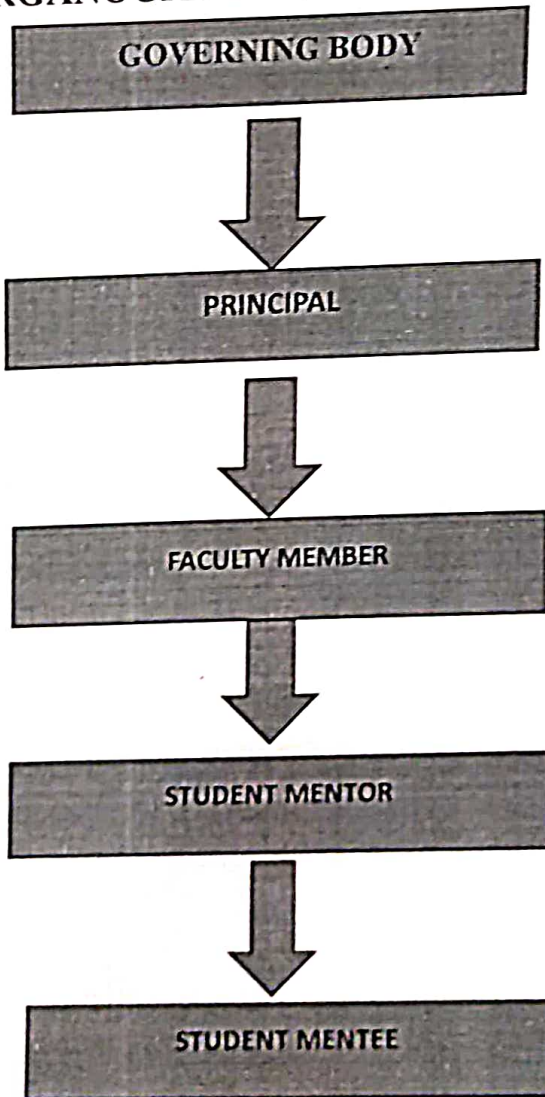 GOVERNING BODY
PRINCIPAL
FACULTY MEMBER
STUDENT MENTOR
STUDENT MENTEE